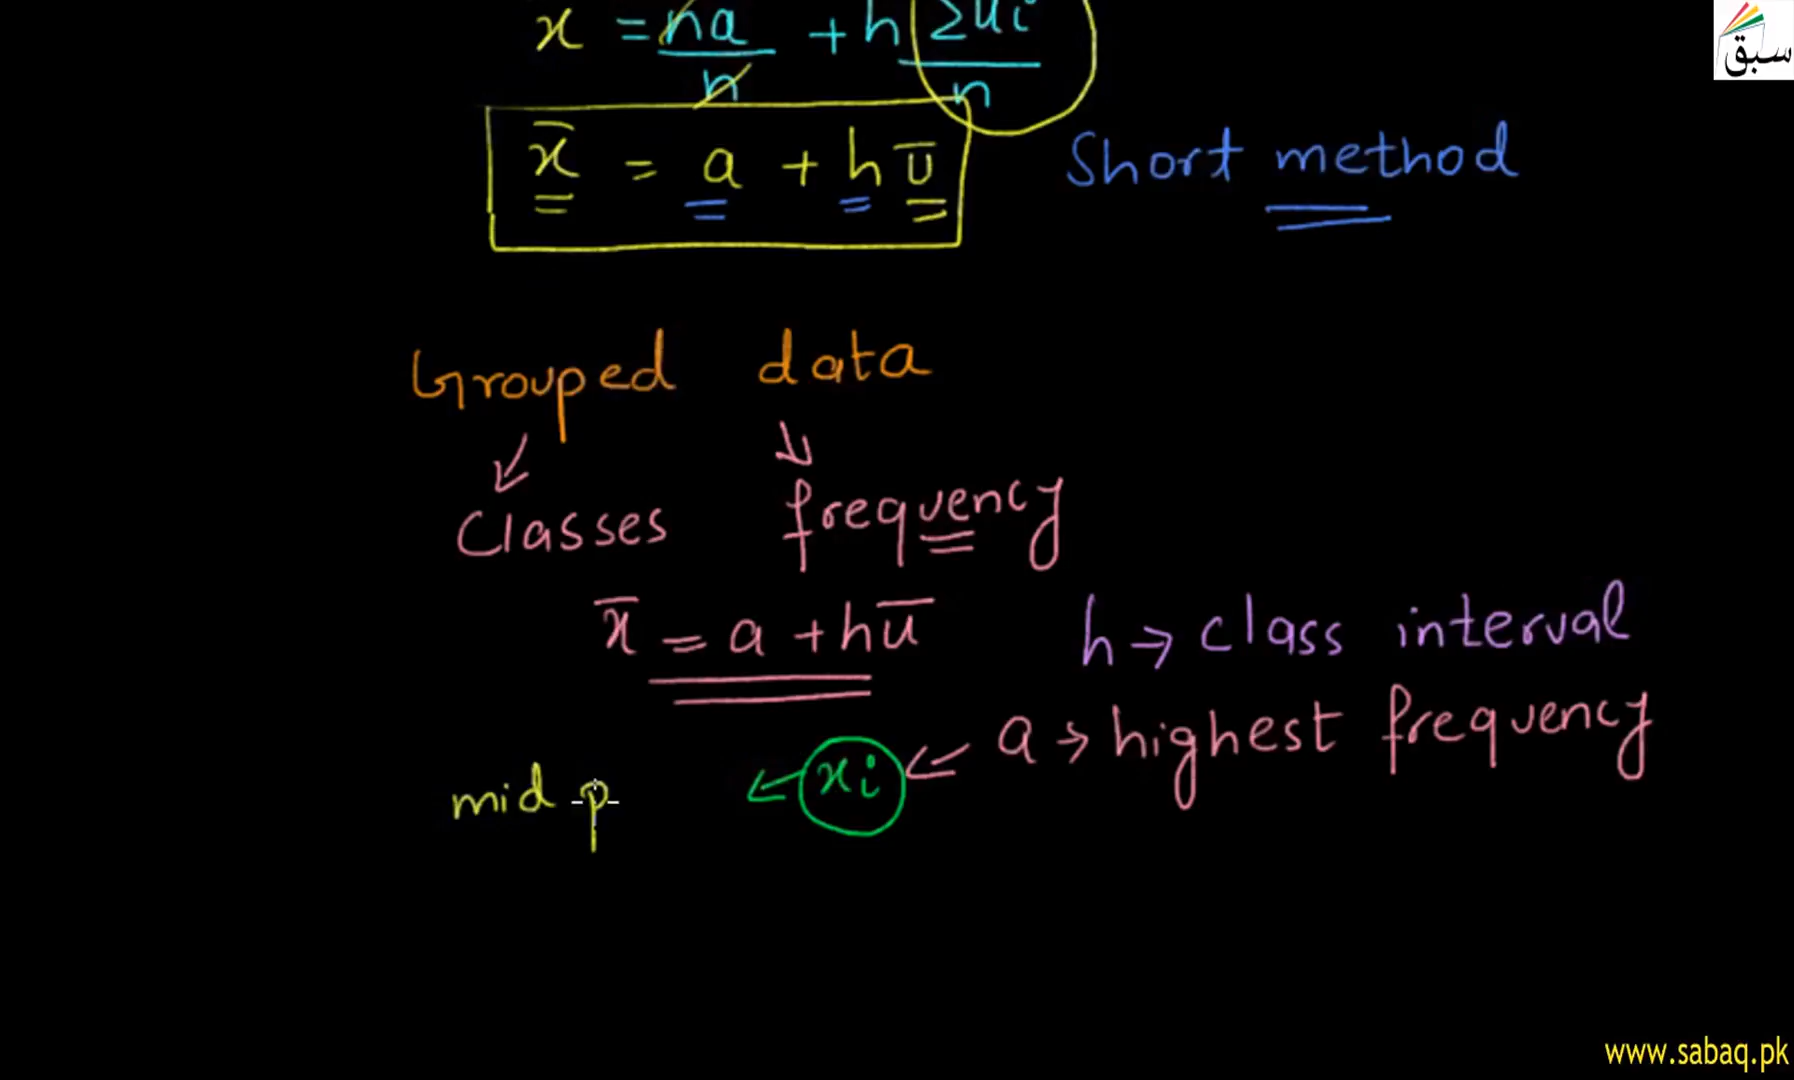 x = na/n + h Σui/n
سبق
x̄ = a + h ū
Short method
Grouped data
Classes frequency
x̄ = a + hū
h → class interval
a → highest frequency
mid p ← xi ←
www.sabaq.pk